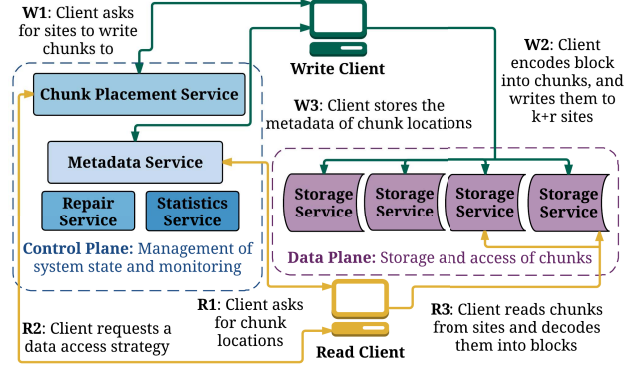 W1: Client asks
for sites to write
chunks to
Write Client
W2: Client
encodes block
into chunks, and
writes them to
k+r sites
Chunk Placement Service
W3: Client stores the
metadata of chunk locations
Metadata Service
Repair
Service
Statistics
Service
Storage
Service
Storage
Service
Storage
Service
Storage
Service
Control Plane: Management of
system state and monitoring
Data Plane: Storage and access of chunks
R1: Client asks
for chunk
locations
R2: Client requests a
data access strategy
Read Client
R3: Client reads chunks
from sites and decodes
them into blocks